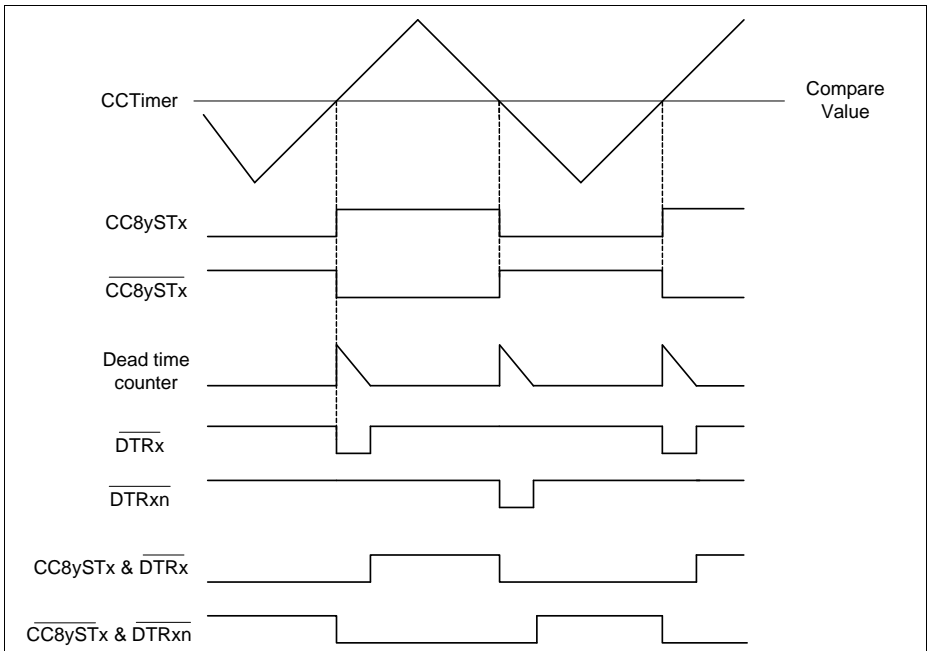 CCTimer
Compare
Value
CC8ySTx
CC8ySTx
Dead time
counter
DTRx
DTRxn
CC8ySTx & DTRx
CC8ySTx & DTRxn